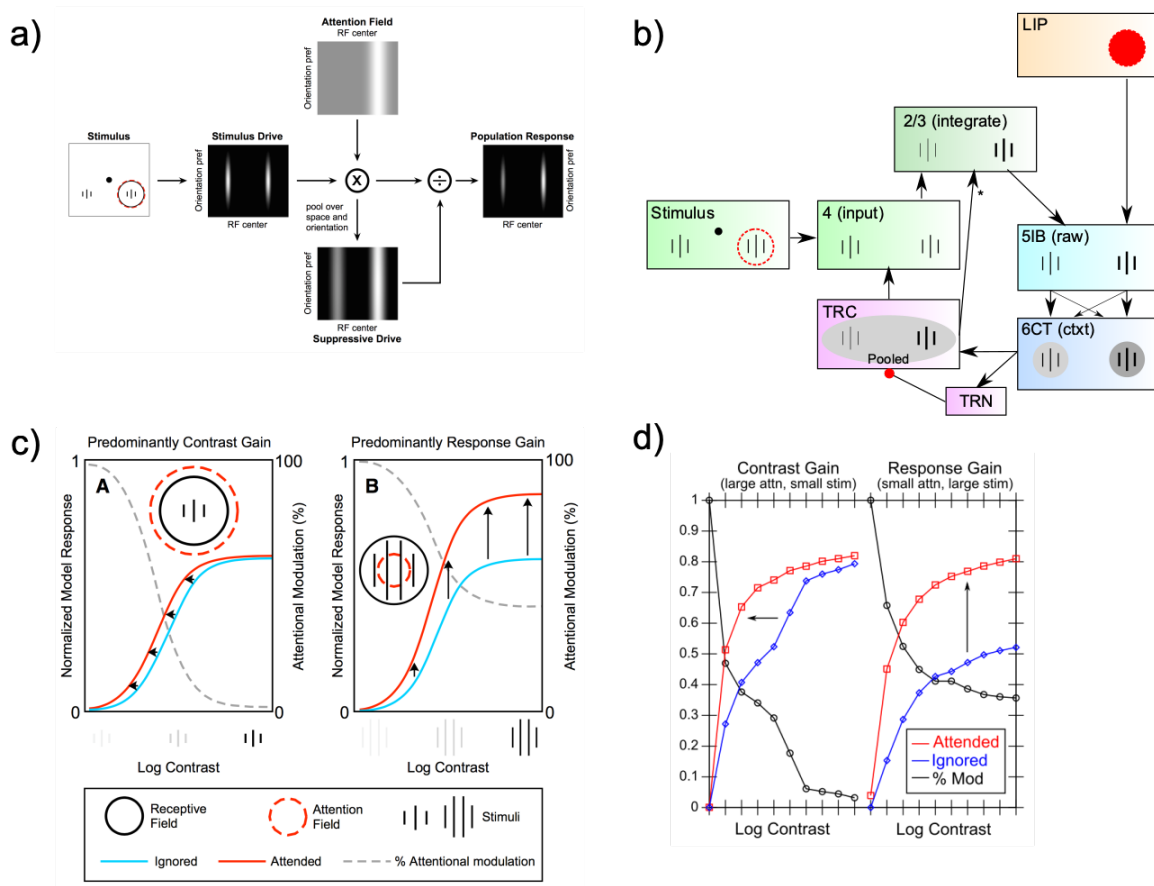 a)
Attention Field
RF center
Orientation pref
Stimulus
Stimulus Drive
Orientation pref
RF center
X
÷
Population Response
Orientation pref
RF center
pool over
space and
orientation
Orientation pref
RF center
Suppressive Drive
b)
LIP
2/3 (integrate)
*
Stimulus
4 (input)
5IB (raw)
TRC
Pooled
6CT (ctxt)
TRN
c)
Predominantly Contrast Gain
1
100
A
Normalized Model Response
Attentional Modulation (%)
0
0
Log Contrast
Predominantly Response Gain
1
100
B
Normalized Model Response
Attentional Modulation (%)
0
0
Log Contrast
Receptive
Field
Attention
Field
Stimuli
Ignored
Attended
% Attentional modulation
d)
Contrast Gain
(large attn, small stim)
Response Gain
(small attn, large stim)
1
0.9
0.8
0.7
0.6
0.5
0.4
0.3
0.2
0.1
0
Attended
Ignored
% Mod
Log Contrast
Log Contrast